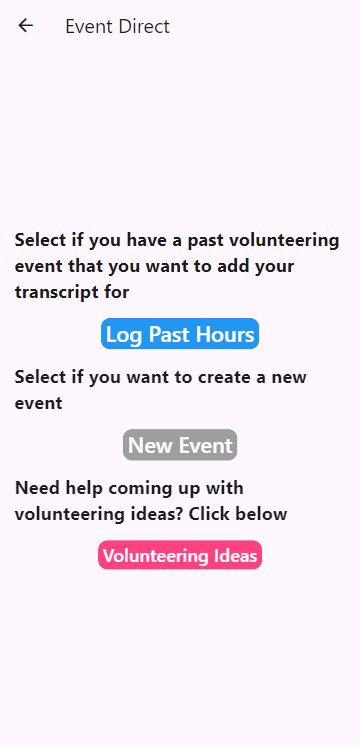 Event Direct
Select if you have a past volunteering
event that you want to add your
transcript for
Log Past Hours
Select if you want to create a new
event
New Event
Need help coming up with
volunteering ideas? Click below
Volunteering Ideas